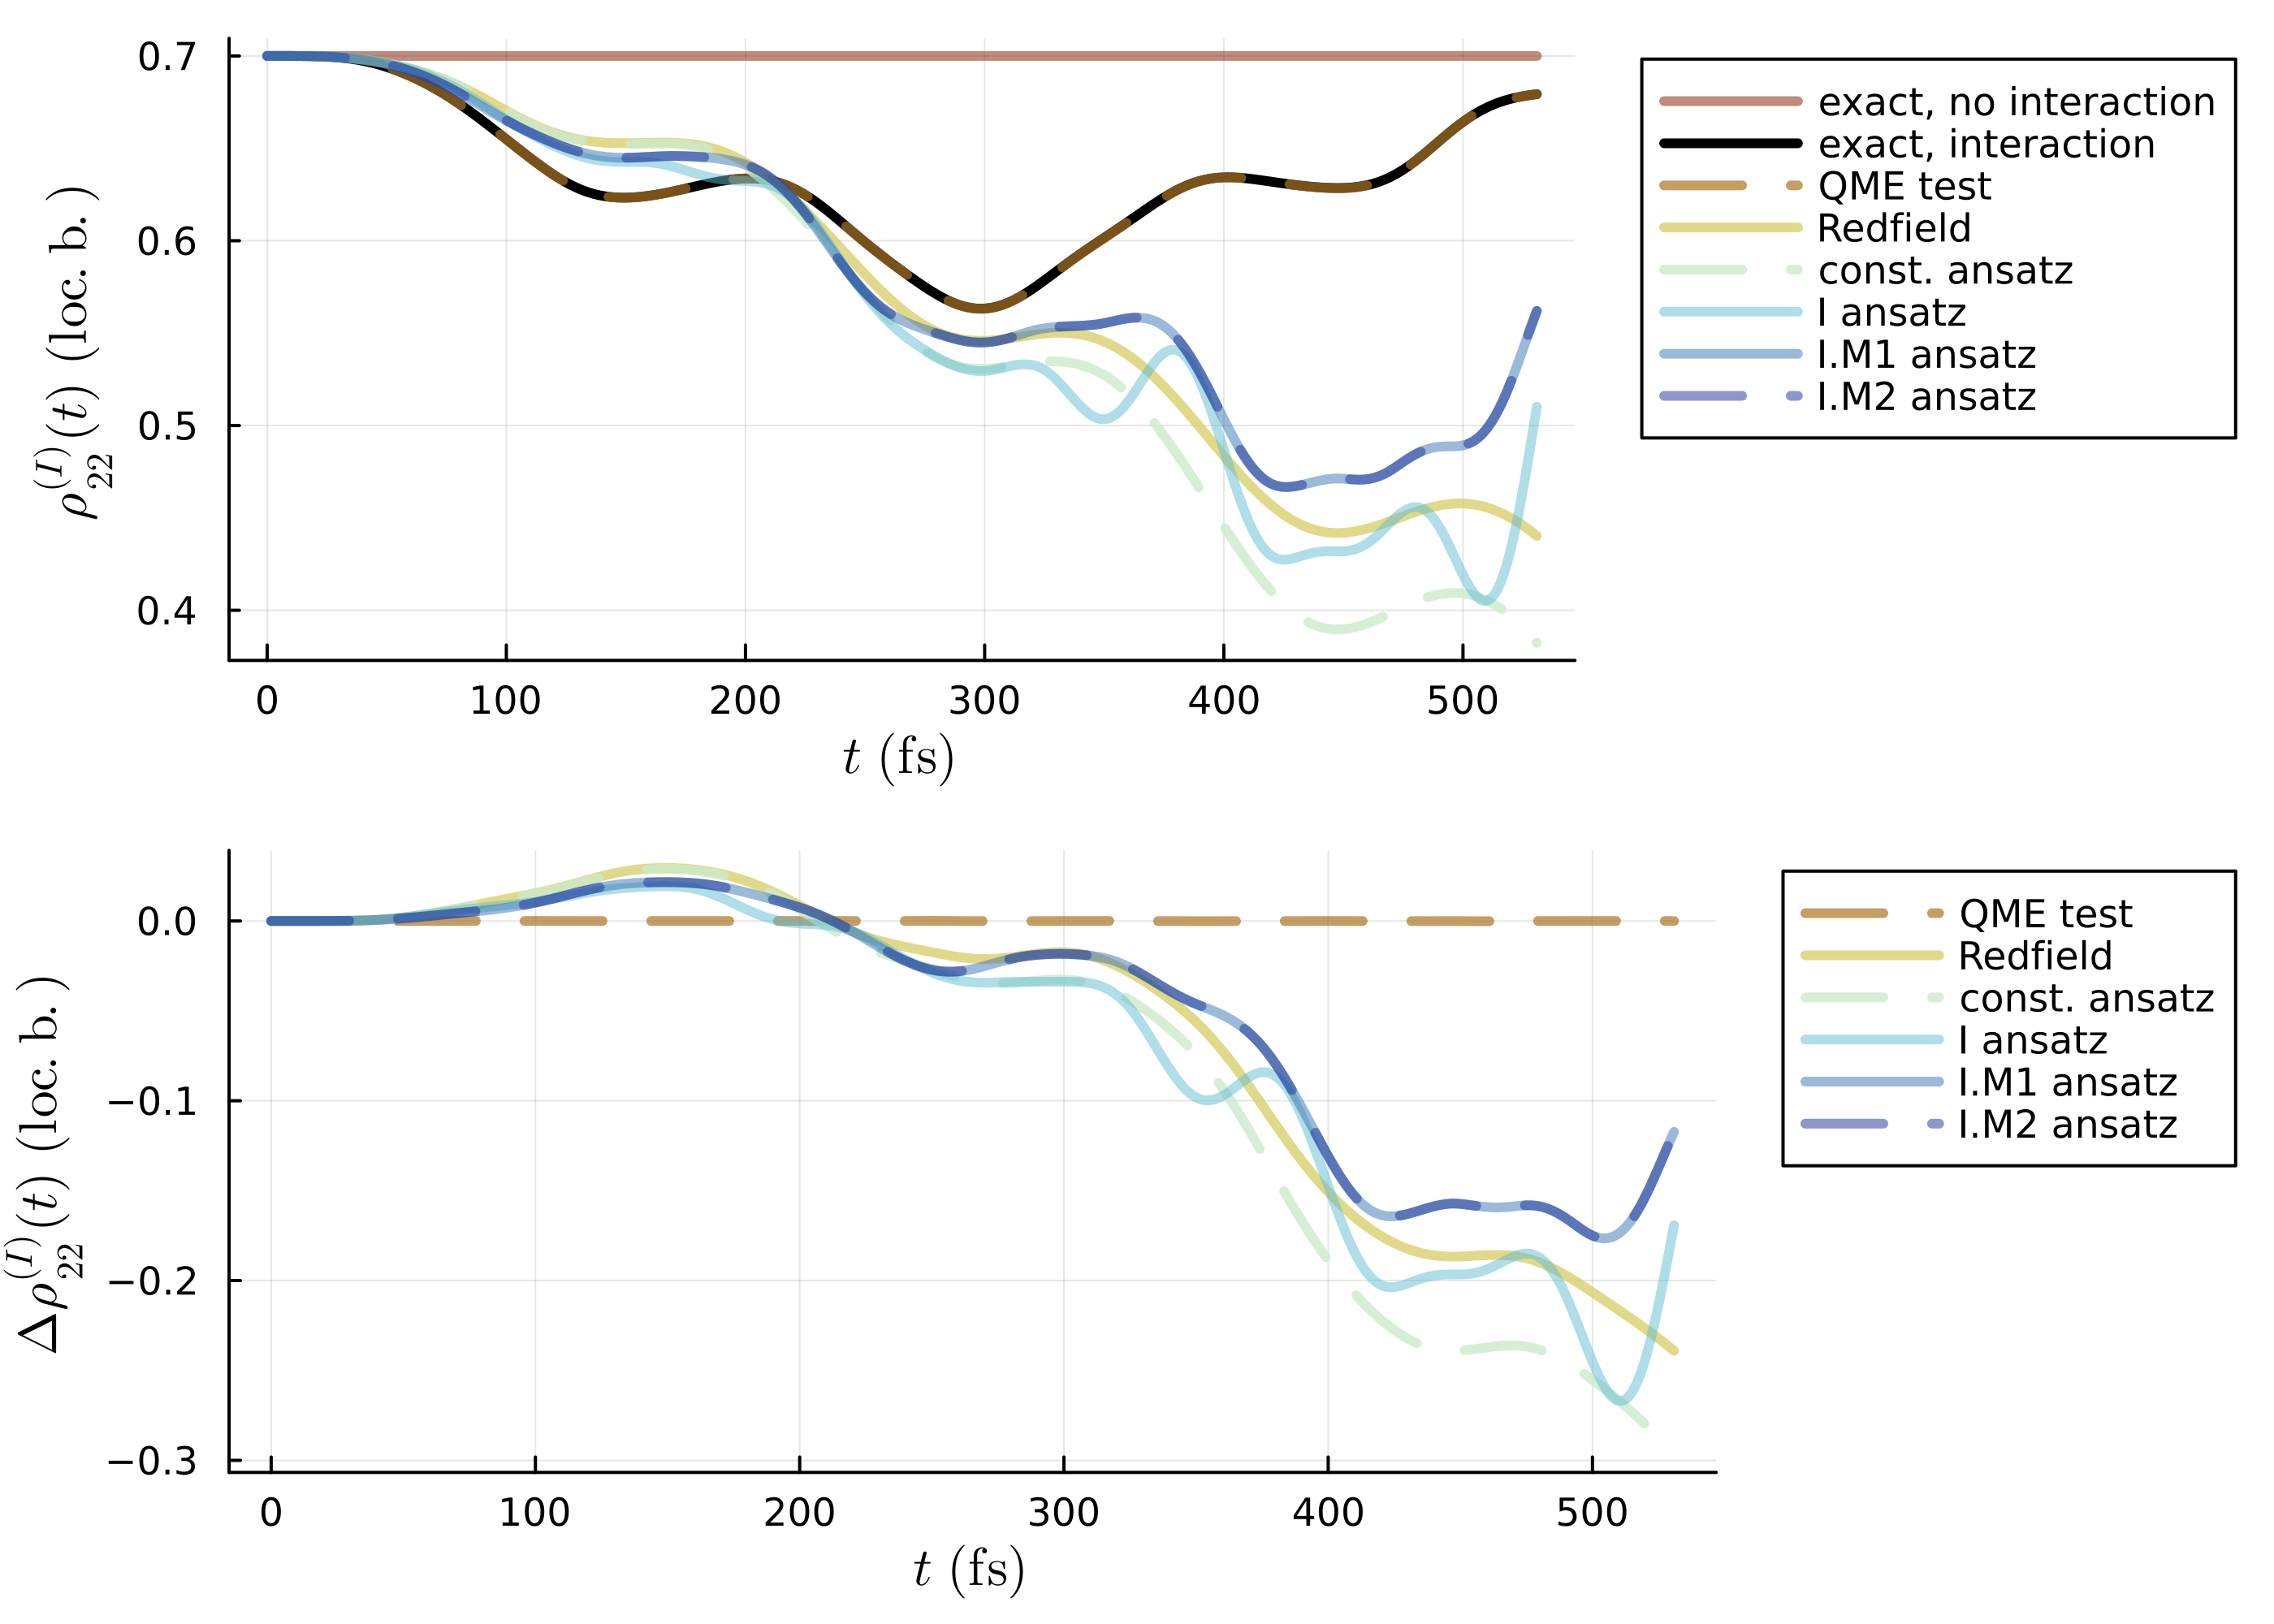 0.7
0.6
0.5
0.4
ρ₂₂⁽ᴵ⁾(t) (loc. b. )
0 100 200 300 400 500
t (fs)
exact, no interaction
exact, interaction
QME test
Redfield
const. ansatz
I ansatz
I.M1 ansatz
I.M2 ansatz
0.0
−0.1
−0.2
−0.3
Δρ₂₂⁽ᴵ⁾(t) (loc. b. )
0 100 200 300 400 500
t (fs)
QME test
Redfield
const. ansatz
I ansatz
I.M1 ansatz
I.M2 ansatz